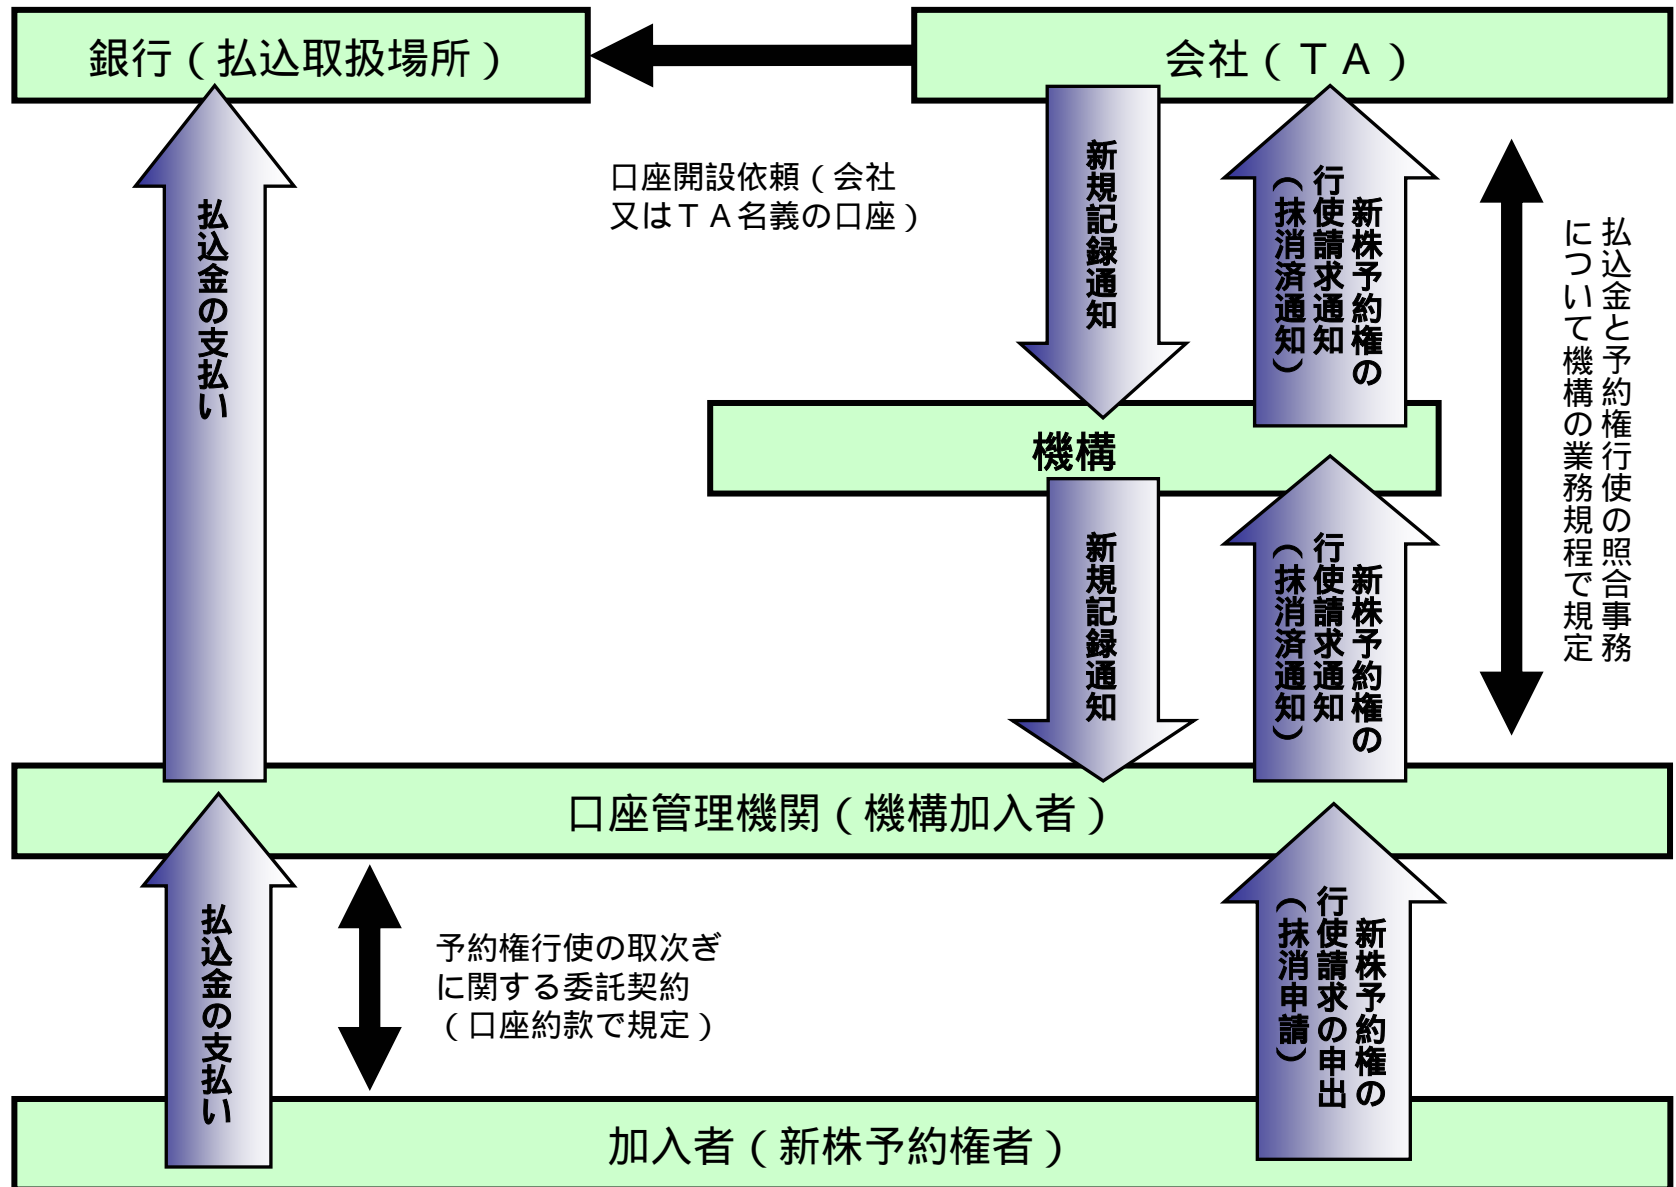 銀行（払込取扱場所）
会社（ＴＡ）
口座開設依頼（会社
又はＴＡ名義の口座）
新規記録通知
新株予約権の
行使請求通知
（抹消済通知）
払込金と予約権行使の照合事務
について機構の業務規程で規定
払込金の支払い
機構
新規記録通知
新株予約権の
行使請求通知
（抹消済通知）
口座管理機関（機構加入者）
払込金の支払い
予約権行使の取次ぎ
に関する委託契約
（口座約款で規定）
新株予約権の
行使請求の申出
（抹消申請）
加入者（新株予約権者）